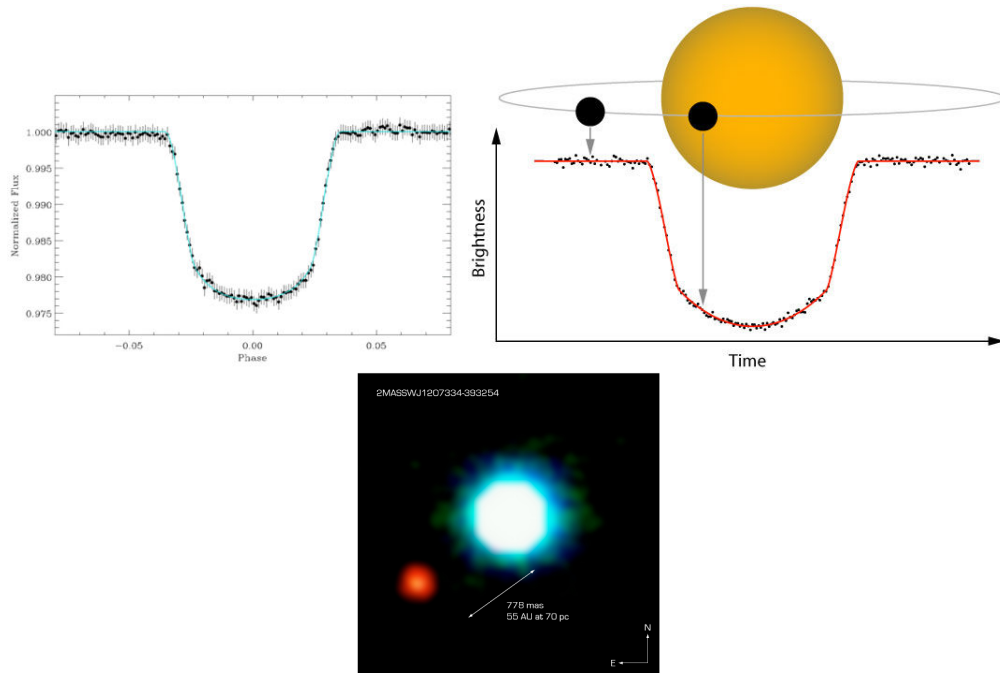 1.000
0.995
0.990
0.985
0.980
0.975
Normalized Flux
−0.05
0.00
0.05
Phase
Brightness
Time
2MASSWJ1207334-393254
778 mas
55 AU at 70 pc
N
E